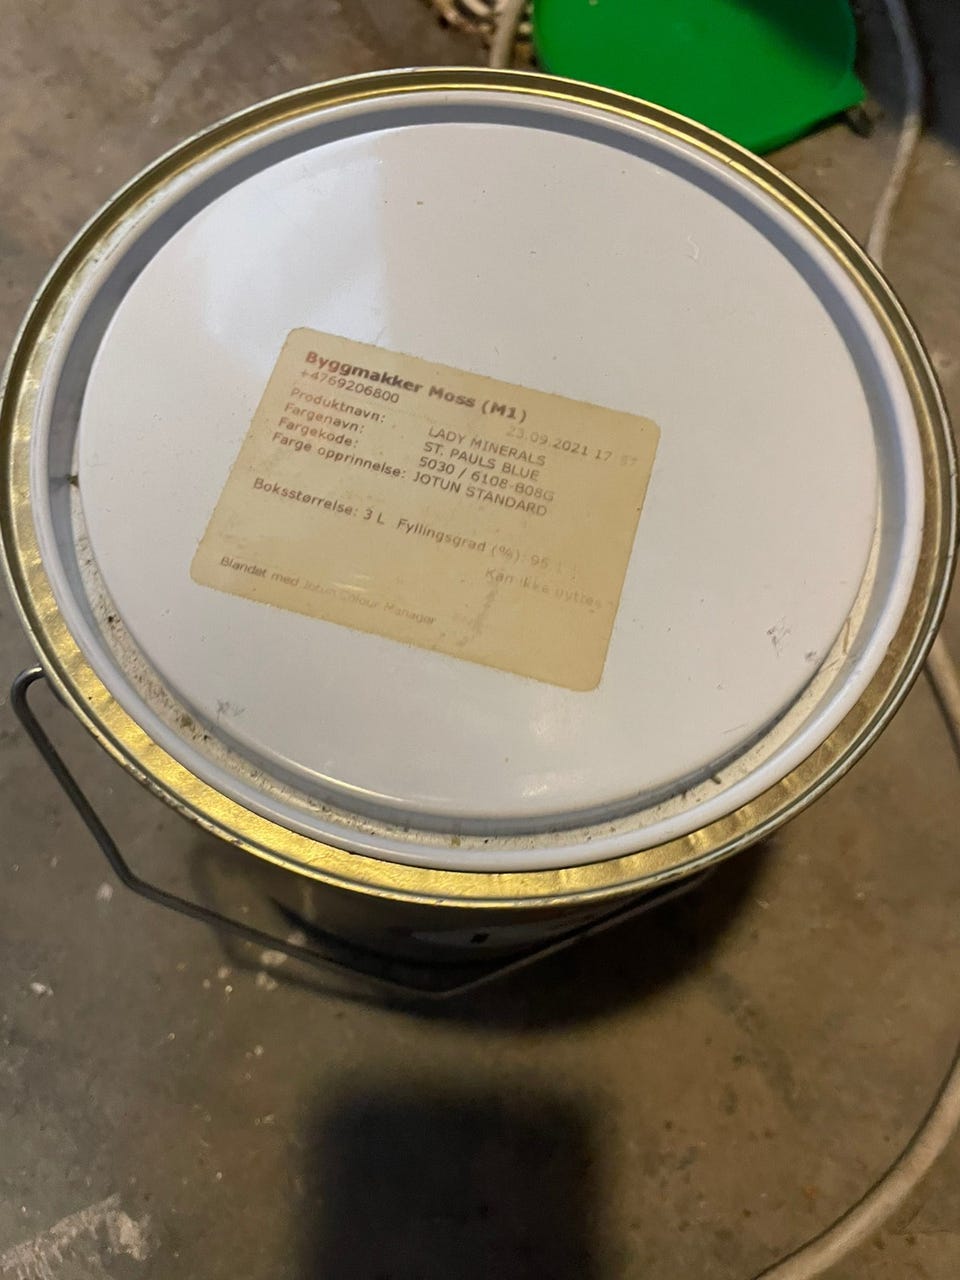 Byggmakker Moss (M1)
+4769206800
23.09.2021 17
Produktnavn: LADY MINERALS
Fargenavn: ST. PAULS BLUE
Fargekode: 5030 / 6108-B08G
Farge opprinnelse: JOTUN STANDARD
Boksstørrelse: 3 L Fyllingsgrad (%): 95
Kan ikke byttes
Blandet med Jotun Colour Manager